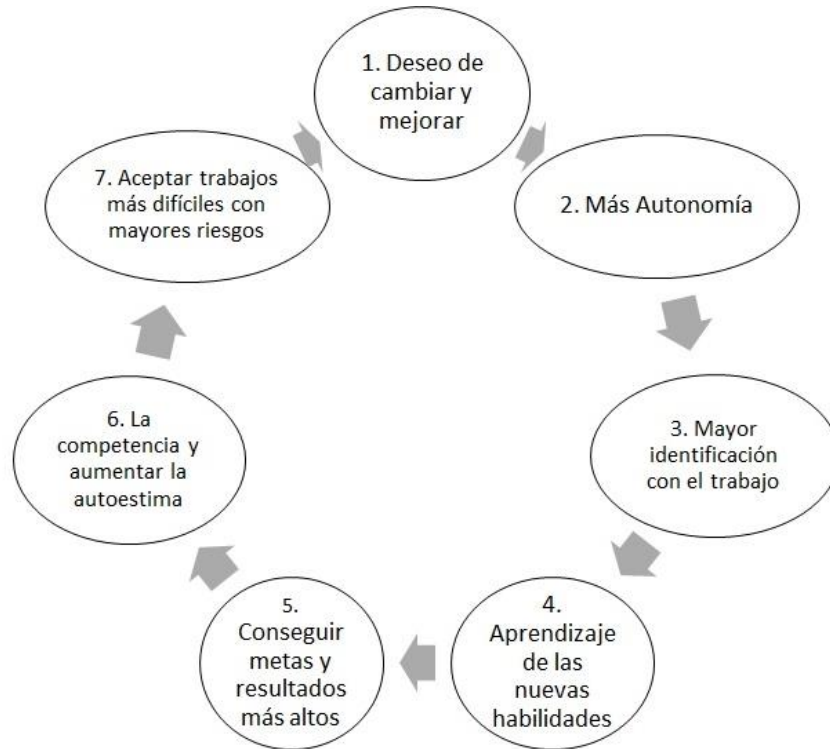 1. Deseo de
cambiar y
mejorar
2. Más Autonomía
3. Mayor
identificación
con el trabajo
4.
Aprendizaje
de las
nuevas
habilidades
5.
Conseguir
metas y
resultados
más altos
6. La
competencia y
aumentar la
autoestima
7. Aceptar trabajos
más difíciles con
mayores riesgos